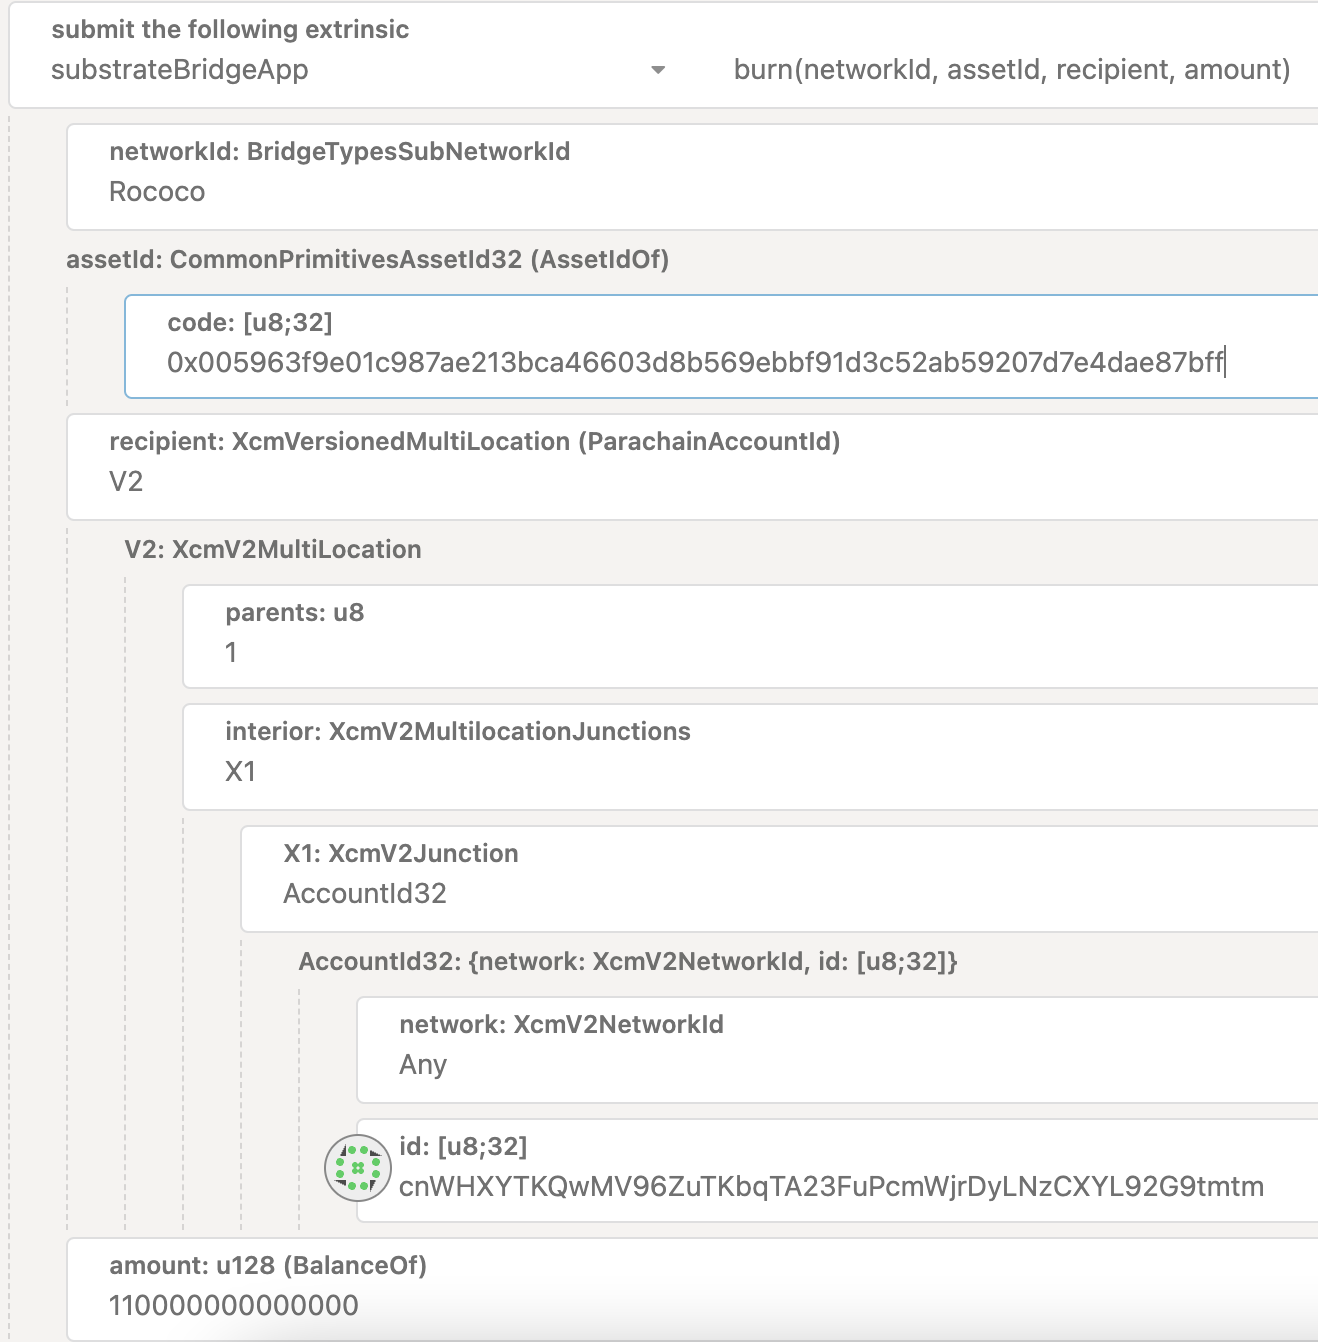 submit the following extrinsic
substrateBridgeApp
burn(networkId, assetId, recipient, amount)
networkId: BridgeTypesSubNetworkId
Rococo
assetId: CommonPrimitivesAssetId32 (AssetIdOf)
code: [u8;32]
0x005963f9e01c987ae213bca46603d8b569ebbf91d3c52ab59207d7e4dae87bff
recipient: XcmVersionedMultiLocation (ParachainAccountId)
V2
V2: XcmV2MultiLocation
parents: u8
1
interior: XcmV2MultilocationJunctions
X1
X1: XcmV2Junction
AccountId32
AccountId32: {network: XcmV2NetworkId, id: [u8;32]}
network: XcmV2NetworkId
Any
id: [u8;32]
cnWHXYTKQwMV96ZuTKbqTA23FuPcmWjrDyLNzCXYL92G9tmtm
amount: u128 (BalanceOf)
110000000000000